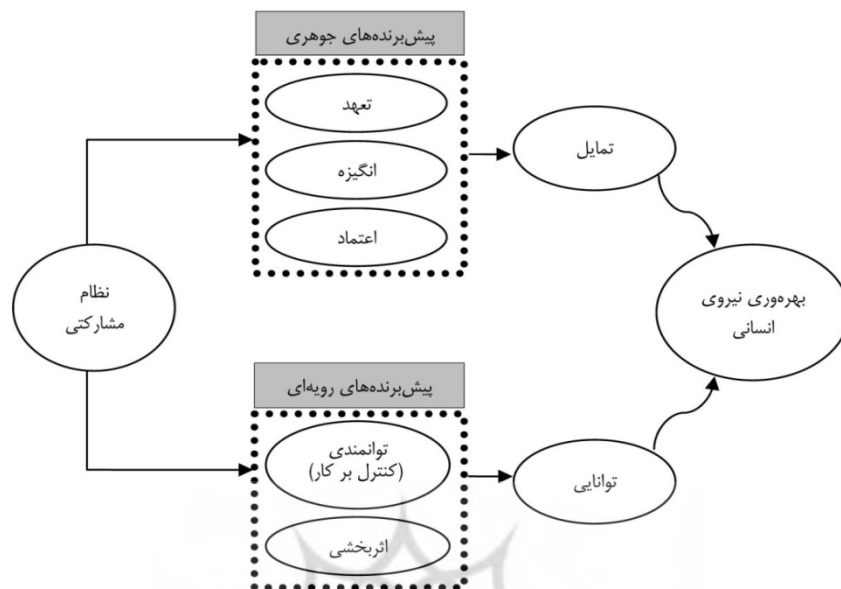 پیش‌برنده‌های جوهری
تعهد
انگیزه
اعتماد
تمایل
نظام
مشارکتی
بهره‌وری نیروی
انسانی
پیش‌برنده‌های رویه‌ای
توانمندی
(کنترل بر کار)
اثربخشی
توانایی